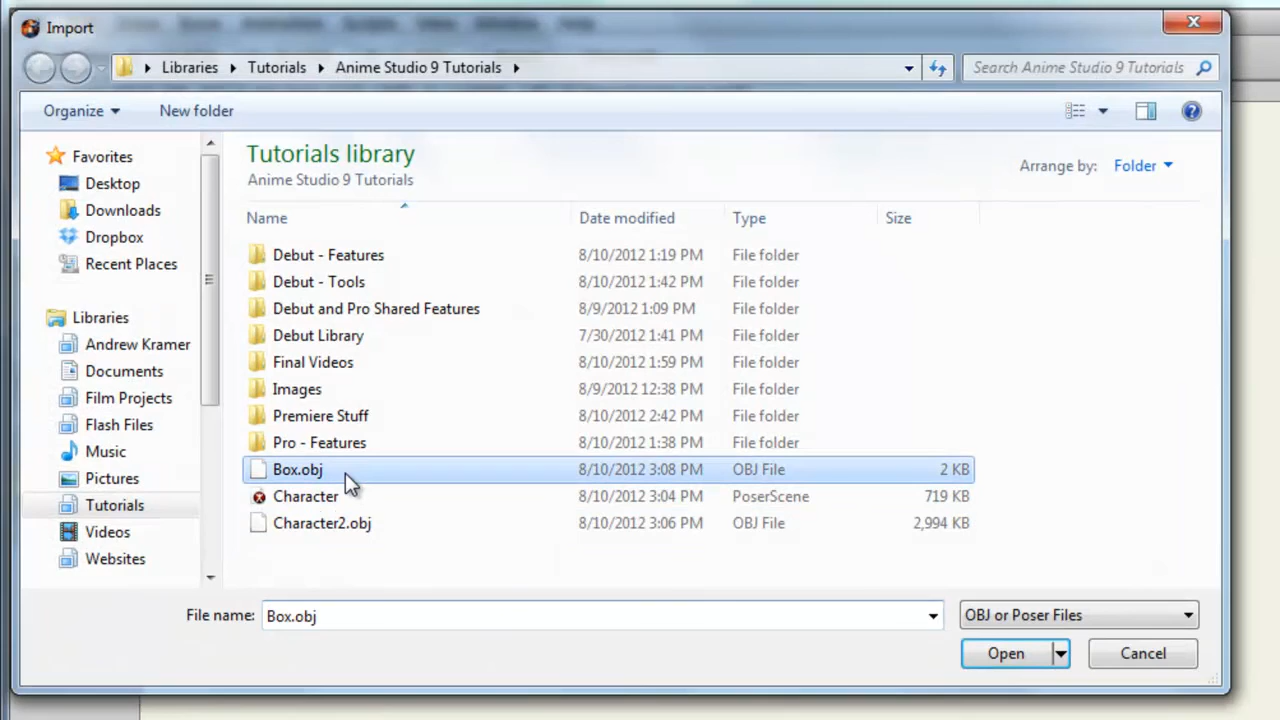 Import
Libraries Tutorials Anime Studio 9 Tutorials
Search Anime Studio 9 Tutorials
Organize New folder
Favorites
Desktop
Downloads
Dropbox
Recent Places
Libraries
Andrew Kramer
Documents
Film Projects
Flash Files
Music
Pictures
Tutorials
Videos
Websites
Tutorials library
Anime Studio 9 Tutorials
Arrange by: Folder
Name Date modified Type Size
Debut - Features 8/10/2012 1:19 PM File folder
Debut - Tools 8/10/2012 1:42 PM File folder
Debut and Pro Shared Features 8/9/2012 1:09 PM File folder
Debut Library 7/30/2012 1:41 PM File folder
Final Videos 8/10/2012 1:59 PM File folder
Images 8/9/2012 12:38 PM File folder
Premiere Stuff 8/10/2012 2:42 PM File folder
Pro - Features 8/10/2012 1:38 PM File folder
Box.obj 8/10/2012 3:08 PM OBJ File 2 KB
Character 8/10/2012 3:04 PM PoserScene 719 KB
Character2.obj 8/10/2012 3:06 PM OBJ File 2,994 KB
File name: Box.obj OBJ or Poser Files
Open Cancel